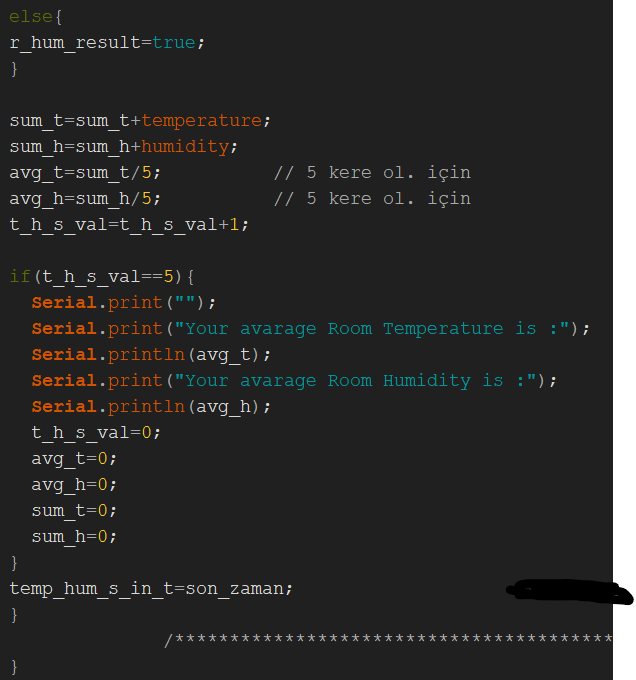 else{
r_hum_result=true;
}
sum_t=sum_t+temperature;
sum_h=sum_h+humidity;
avg_t=sum_t/5; // 5 kere ol. için
avg_h=sum_h/5; // 5 kere ol. için
t_h_s_val=t_h_s_val+1;
if(t_h_s_val==5){
Serial.print("");
Serial.print("Your avarage Room Temperature is :");
Serial.println(avg_t);
Serial.print("Your avarage Room Humidity is :");
Serial.println(avg_h);
t_h_s_val=0;
avg_t=0;
avg_h=0;
sum_t=0;
sum_h=0;
}
temp_hum_s_in_t=son_zaman;
}
/****************************************
}